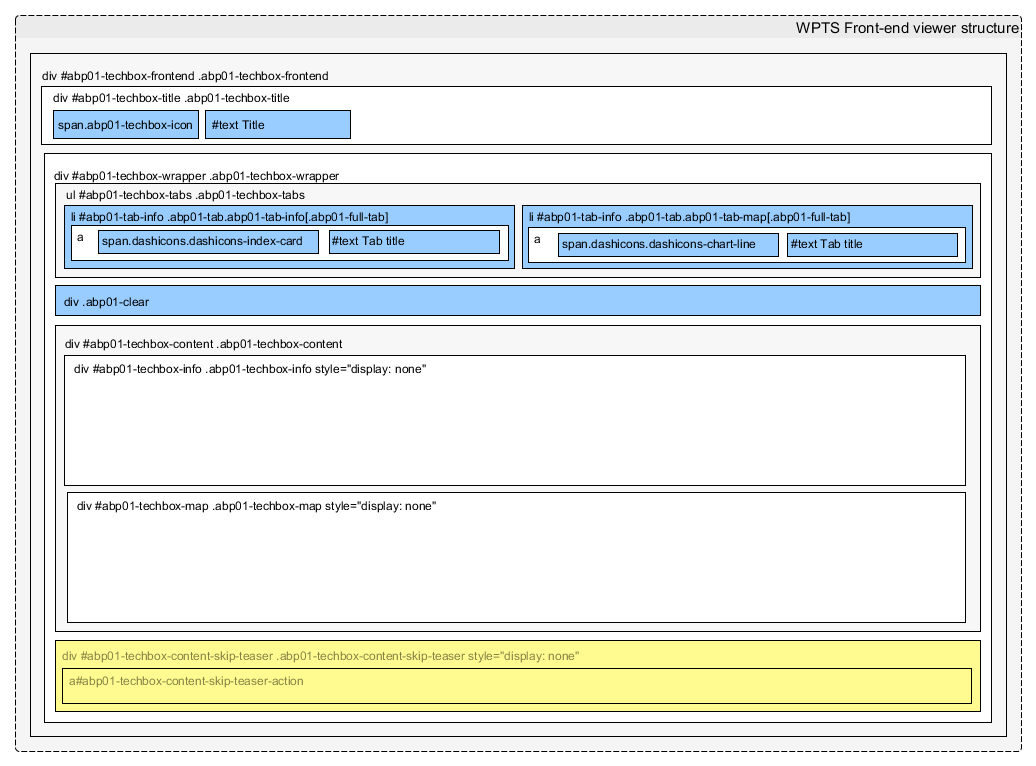 WPTS Front-end viewer structure
div #abp01-techbox-frontend .abp01-techbox-frontend
div #abp01-techbox-title .abp01-techbox-title
span.abp01-techbox-icon
#text Title
div #abp01-techbox-wrapper .abp01-techbox-wrapper
ul #abp01-techbox-tabs .abp01-techbox-tabs
li #abp01-tab-info .abp01-tab.abp01-tab-info[.abp01-full-tab]
a
span.dashicons.dashicons-index-card
#text Tab title
li #abp01-tab-info .abp01-tab.abp01-tab-map[.abp01-full-tab]
a
span.dashicons.dashicons-chart-line
#text Tab title
div .abp01-clear
div #abp01-techbox-content .abp01-techbox-content
div #abp01-techbox-info .abp01-techbox-info style="display: none"
div #abp01-techbox-map .abp01-techbox-map style="display: none"
div #abp01-techbox-content-skip-teaser .abp01-techbox-content-skip-teaser style="display: none"
a#abp01-techbox-content-skip-teaser-action